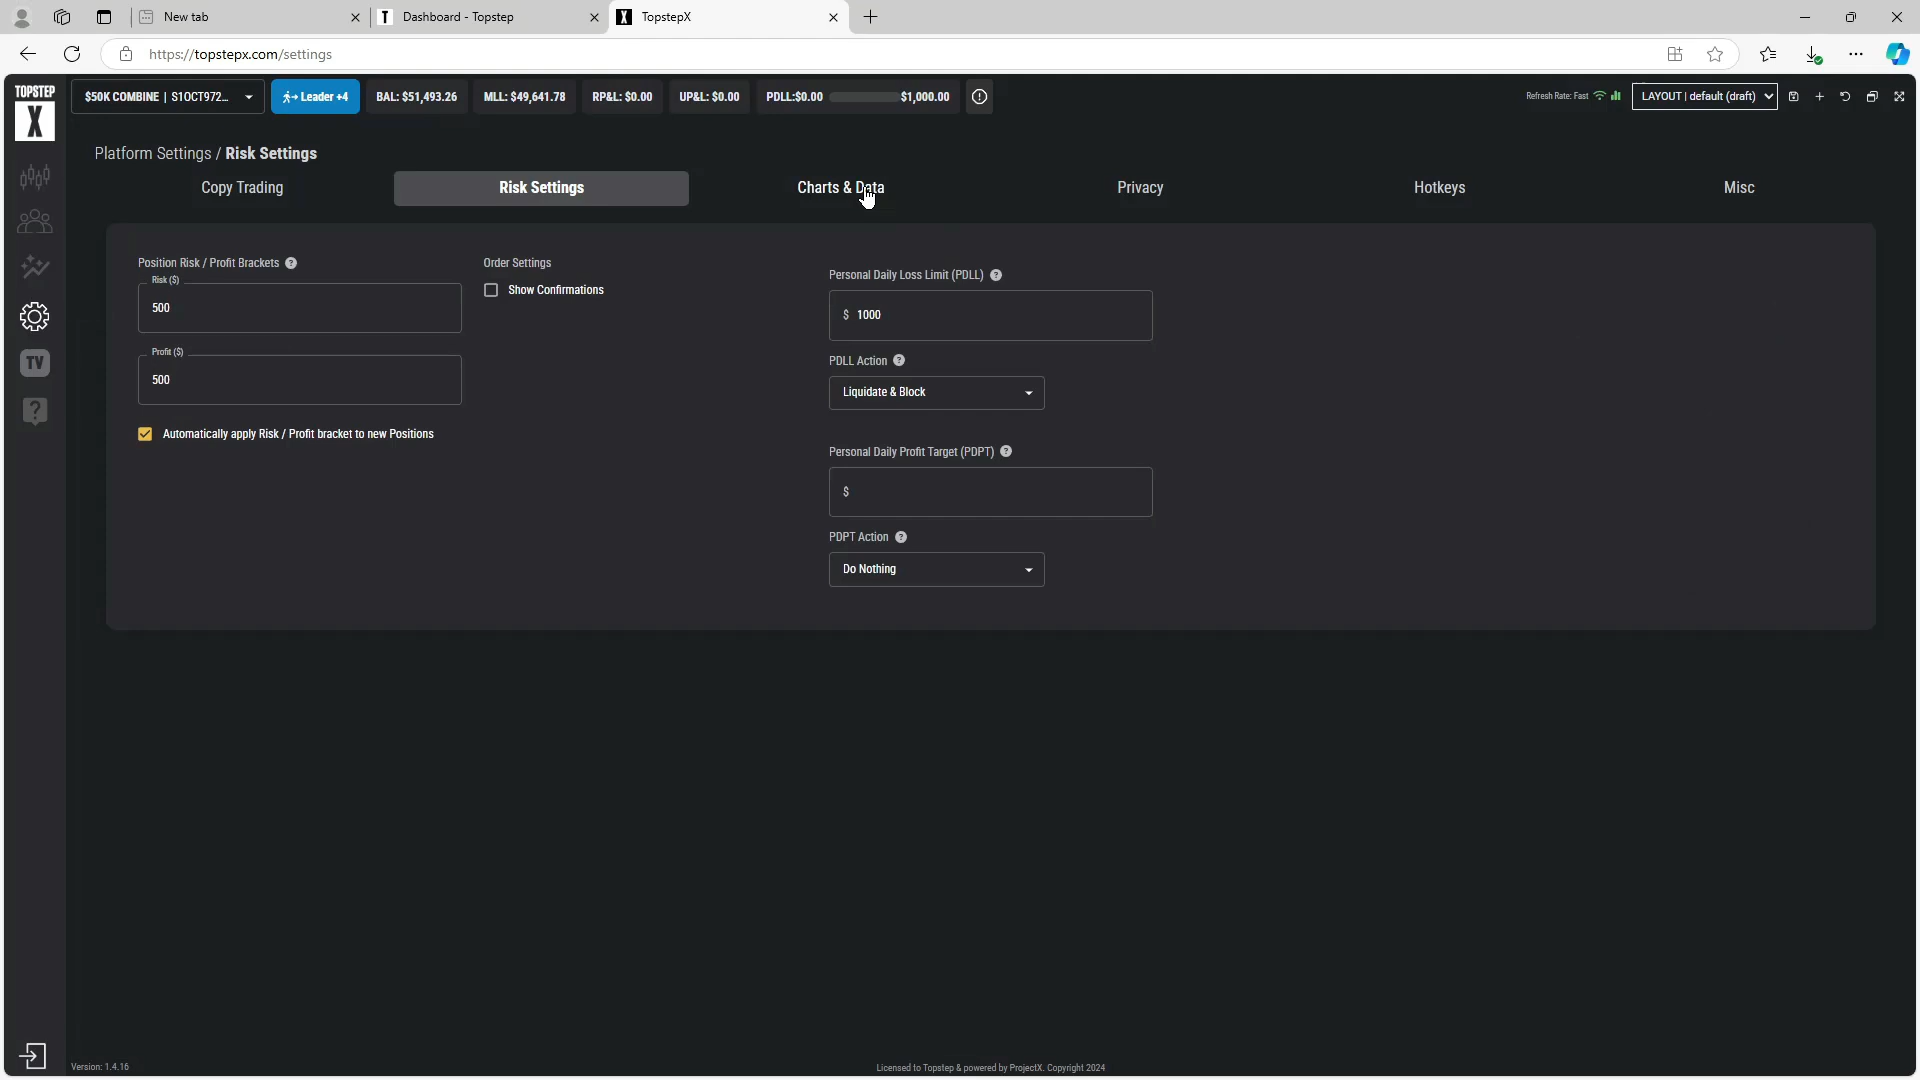 New tab
Dashboard - Topstep
TopstepX
https://topstepx.com/settings
TOPSTEP
X
$50K COMBINE | S1OCT972...
Leader +4
BAL: $51,493.26
MLL: $49,641.78
RP&L: $0.00
UP&L: $0.00
PDLL:$0.00
$1,000.00
Refresh Rate: Fast
LAYOUT | default (draft)
Platform Settings / Risk Settings
Copy Trading
Risk Settings
Charts & Data
Privacy
Hotkeys
Misc
Position Risk / Profit Brackets
Risk ($)
500
Profit ($)
500
Automatically apply Risk / Profit bracket to new Positions
Order Settings
Show Confirmations
Personal Daily Loss Limit (PDLL)
$ 1000
PDLL Action
Liquidate & Block
Personal Daily Profit Target (PDPT)
$
PDPT Action
Do Nothing
TV
Version: 1.4.16
Licensed to Topstep & powered by ProjectX. Copyright 2024